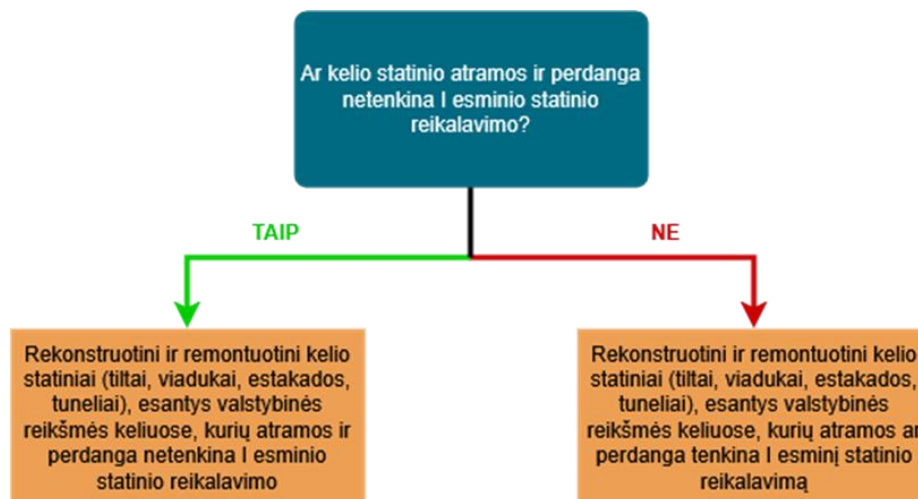 Ar kelio statinio atramos ir perdanga
netenkina I esminio statinio
reikalavimo?
TAIP
NE
Rekonstruotini ir remontuotini kelio
statiniai (tiltai, viadukai, estakados,
tuneliai), esantys valstybinės
reikšmės keliuose, kurių atramos ir
perdanga netenkina I esminio
statinio reikalavimo
Rekonstruotini ir remontuotini kelio
statiniai (tiltai, viadukai, estakados,
tuneliai), esantys valstybinės
reikšmės keliuose, kurių atramos ar
perdanga tenkina I esminį statinio
reikalavimą